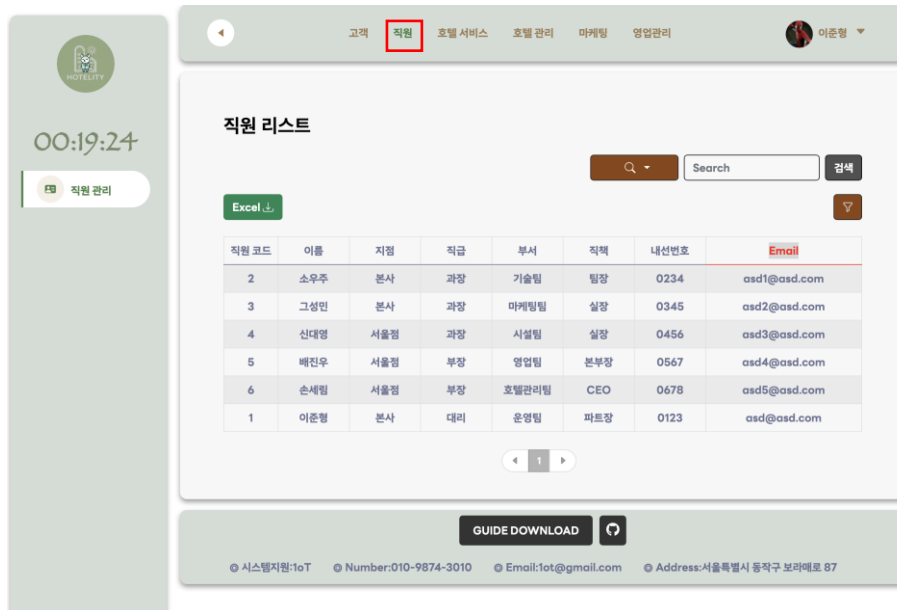 HOTELITY
00:19:24
직원 관리
고객 직원 호텔 서비스 호텔 관리 마케팅 영업관리 이준형
직원 리스트
Search 검색
Excel
직원 코드 이름 지점 직급 부서 직책 내선번호 Email
2 소우주 본사 과장 기술팀 팀장 0234 asd1@asd.com
3 그성민 본사 과장 마케팅팀 실장 0345 asd2@asd.com
4 신대영 서울점 과장 시설팀 실장 0456 asd3@asd.com
5 배진우 서울점 부장 영업팀 본부장 0567 asd4@asd.com
6 손세림 서울점 부장 호텔관리팀 CEO 0678 asd5@asd.com
1 이준형 본사 대리 운영팀 파트장 0123 asd@asd.com
1
GUIDE DOWNLOAD
◎ 시스템지원:1oT ◎ Number:010-9874-3010 ◎ Email:1ot@gmail.com ◎ Address:서울특별시 동작구 보라매로 87